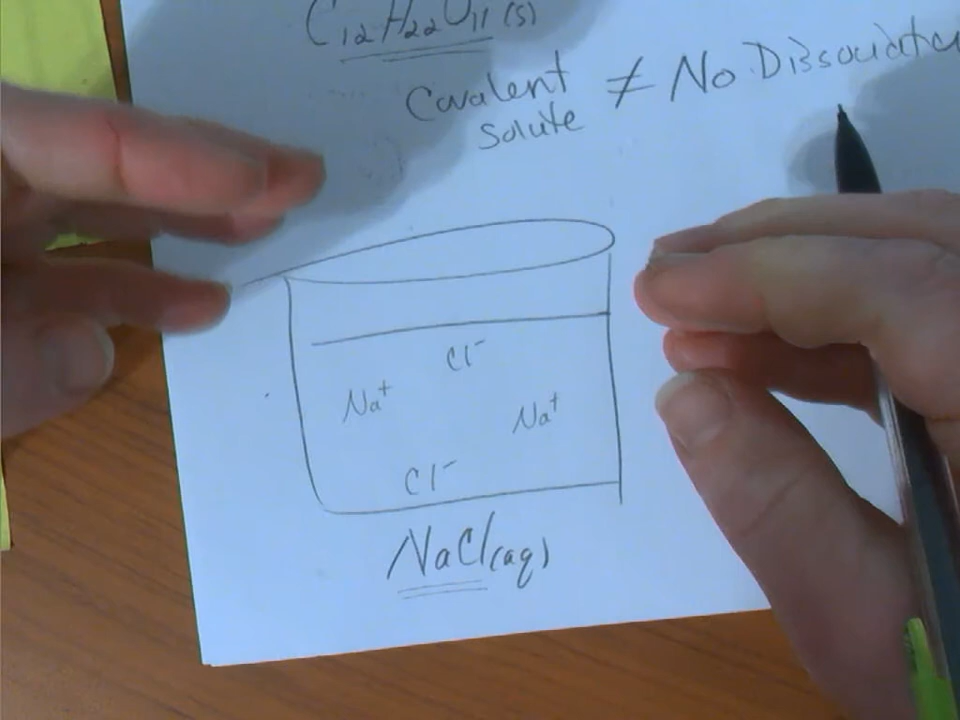 C₁₂H₂₂O₁₁ (s)
Covalent ≠ No
solute
Cl⁻
Na⁺
Na⁺
Cl⁻
NaCl(aq)